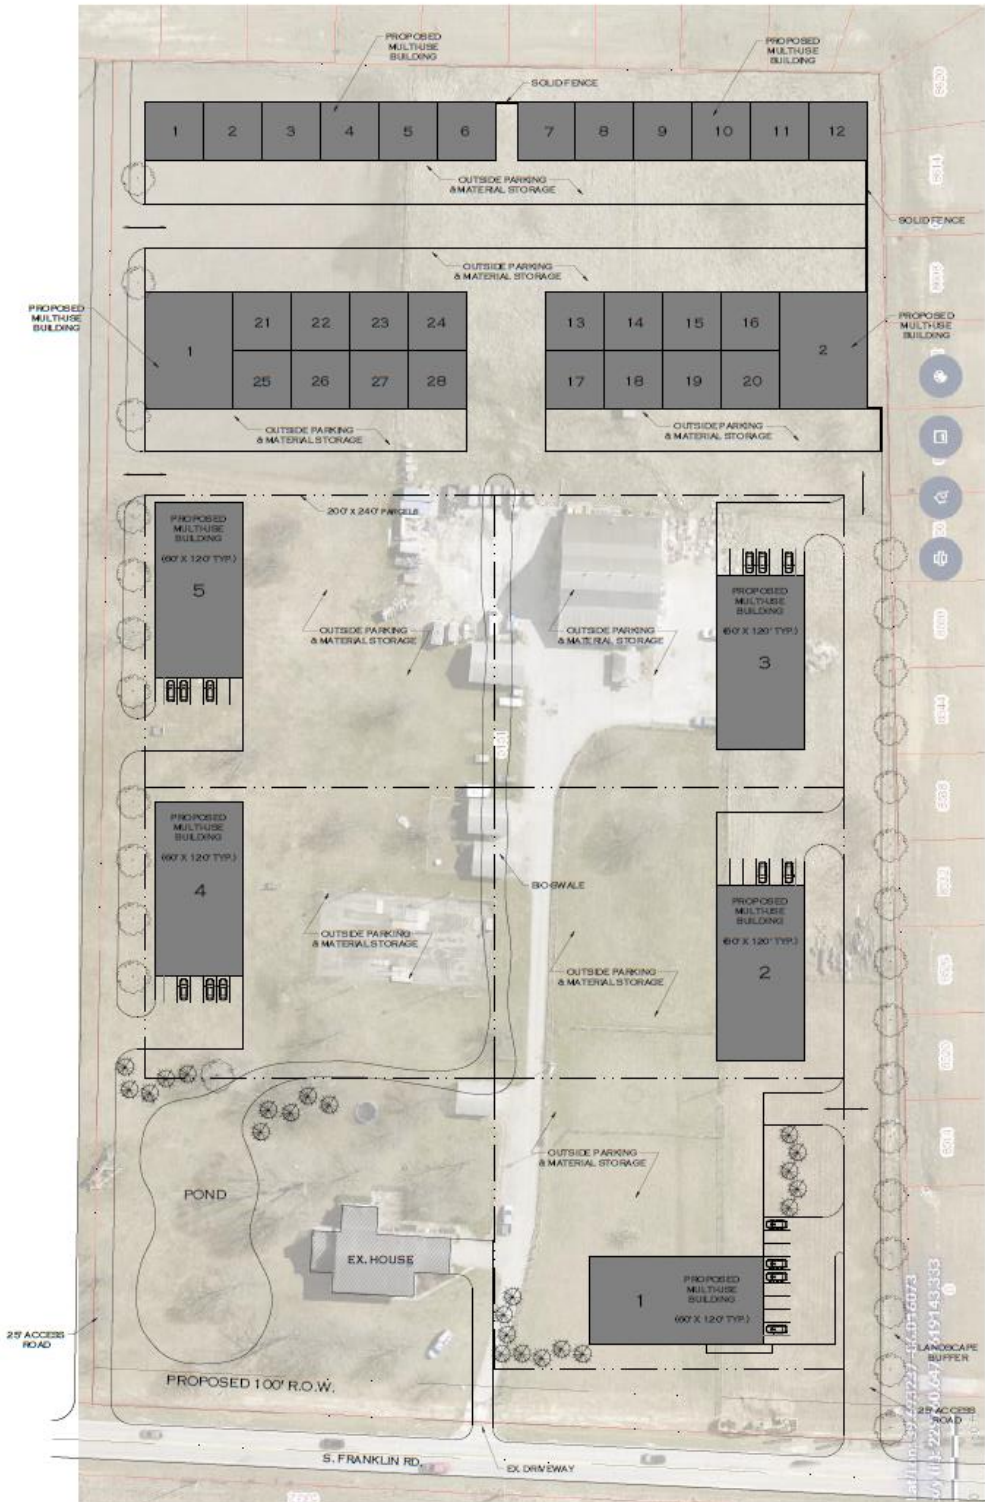 PROPOSED
MULTI-USE
BUILDING
PROPOSED
MULTI-USE
BUILDING
SOLID FENCE
1 2 3 4 5 6 7 8 9 10 11 12
OUTSIDE PARKING
& MATERIAL STORAGE
SOLID FENCE
OUTSIDE PARKING
& MATERIAL STORAGE
PROPOSED
MULTI-USE
BUILDING
1
21 22 23 24
25 26 27 28
13 14 15 16
17 18 19 20
2
PROPOSED
MULTI-USE
BUILDING
OUTSIDE PARKING
& MATERIAL STORAGE
OUTSIDE PARKING
& MATERIAL STORAGE
200' X 240' PARCELS
PROPOSED
MULTI-USE
BUILDING
(60' X 120' TYP.)
5
OUTSIDE PARKING
& MATERIAL STORAGE
OUTSIDE PARKING
& MATERIAL STORAGE
PROPOSED
MULTI-USE
BUILDING
(60' X 120' TYP.)
3
PROPOSED
MULTI-USE
BUILDING
(60' X 120' TYP.)
4
BIO-SWALE
OUTSIDE PARKING
& MATERIAL STORAGE
OUTSIDE PARKING
& MATERIAL STORAGE
PROPOSED
MULTI-USE
BUILDING
(60' X 120' TYP.)
2
OUTSIDE PARKING
& MATERIAL STORAGE
POND
EX. HOUSE
1
PROPOSED
MULTI-USE
BUILDING
(60' X 120' TYP.)
25' ACCESS
ROAD
LANDSCAPE
BUFFER
PROPOSED 100' R.O.W.
25' ACCESS
ROAD
S. FRANKLIN RD.
EX. DRIVEWAY